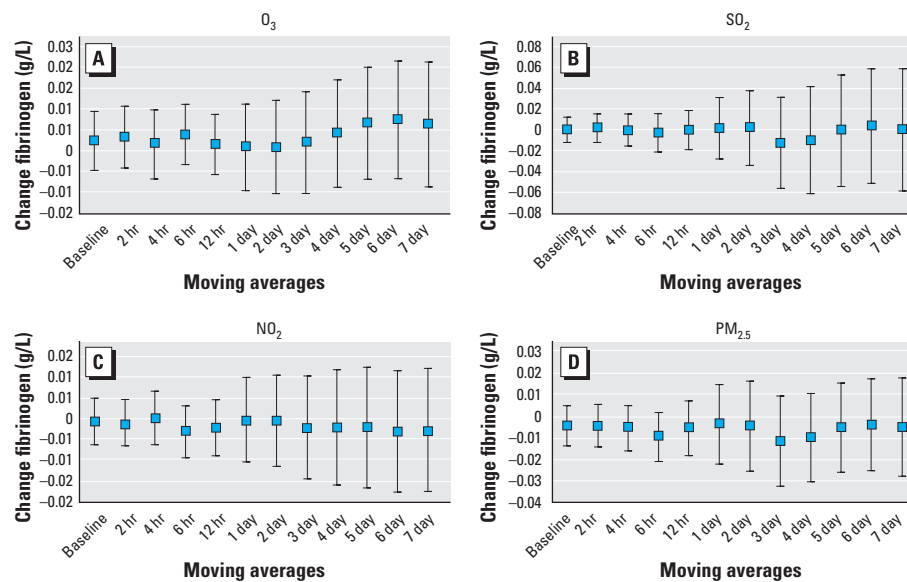 O₃
A
Change fibrinogen (g/L)
0.03
0.02
0.02
0.01
0.01
0
−0.01
−0.01
−0.02
Baseline
2 hr
4 hr
6 hr
12 hr
1 day
2 day
3 day
4 day
5 day
6 day
7 day
Moving averages
SO₂
B
Change fibrinogen (g/L)
0.08
0.06
0.04
0.02
0
−0.02
−0.04
−0.06
−0.08
Baseline
2 hr
4 hr
6 hr
12 hr
1 day
2 day
3 day
4 day
5 day
6 day
7 day
Moving averages
NO₂
C
Change fibrinogen (g/L)
0.02
0.01
0.01
0
−0.01
−0.01
−0.02
−0.02
Baseline
2 hr
4 hr
6 hr
12 hr
1 day
2 day
3 day
4 day
5 day
6 day
7 day
Moving averages
PM₂.₅
D
Change fibrinogen (g/L)
0.03
0.02
0.01
0
−0.01
−0.02
−0.03
−0.04
Baseline
2 hr
4 hr
6 hr
12 hr
1 day
2 day
3 day
4 day
5 day
6 day
7 day
Moving averages